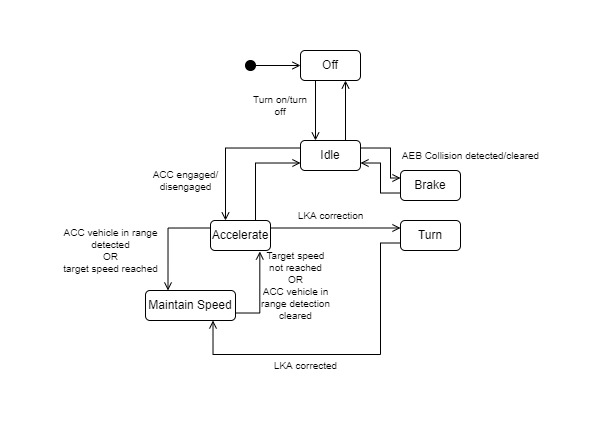 Off
Turn on/turn
off
Idle
AEB Collision detected/cleared
ACC engaged/
disengaged
Brake
LKA correction
ACC vehicle in range
detected
OR
target speed reached
Accelerate
Turn
Target speed
not reached
OR
ACC vehicle in
range detection
cleared
Maintain Speed
LKA corrected